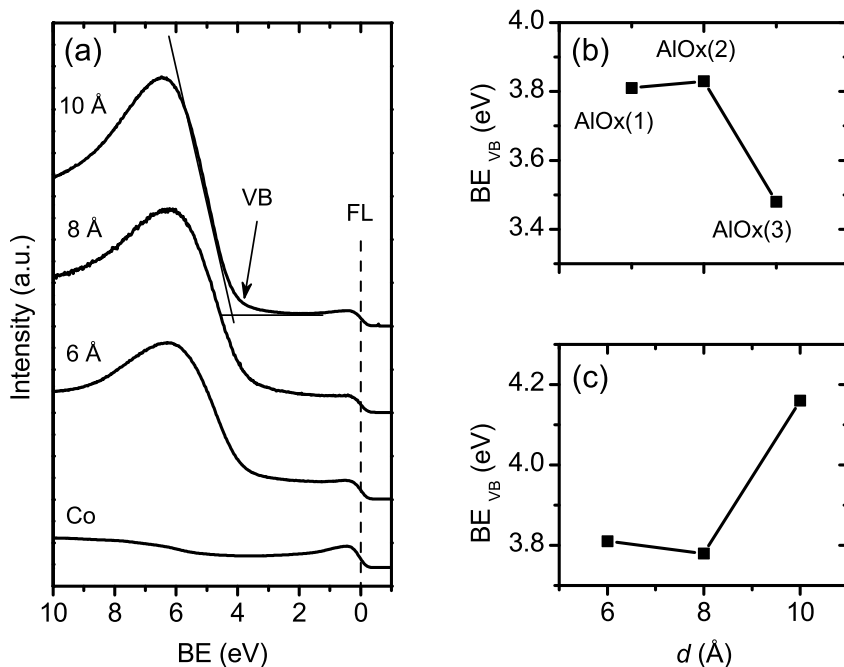 (a)
10 Å
8 Å
6 Å
Co
VB
FL
Intensity (a.u.)
10 8 6 4 2 0
BE (eV)
(b)
4.0
3.8
3.6
3.4
BE VB (eV)
AlOx(1)
AlOx(2)
AlOx(3)
(c)
4.2
4.0
3.8
BE VB (eV)
6 8 10
d (Å)